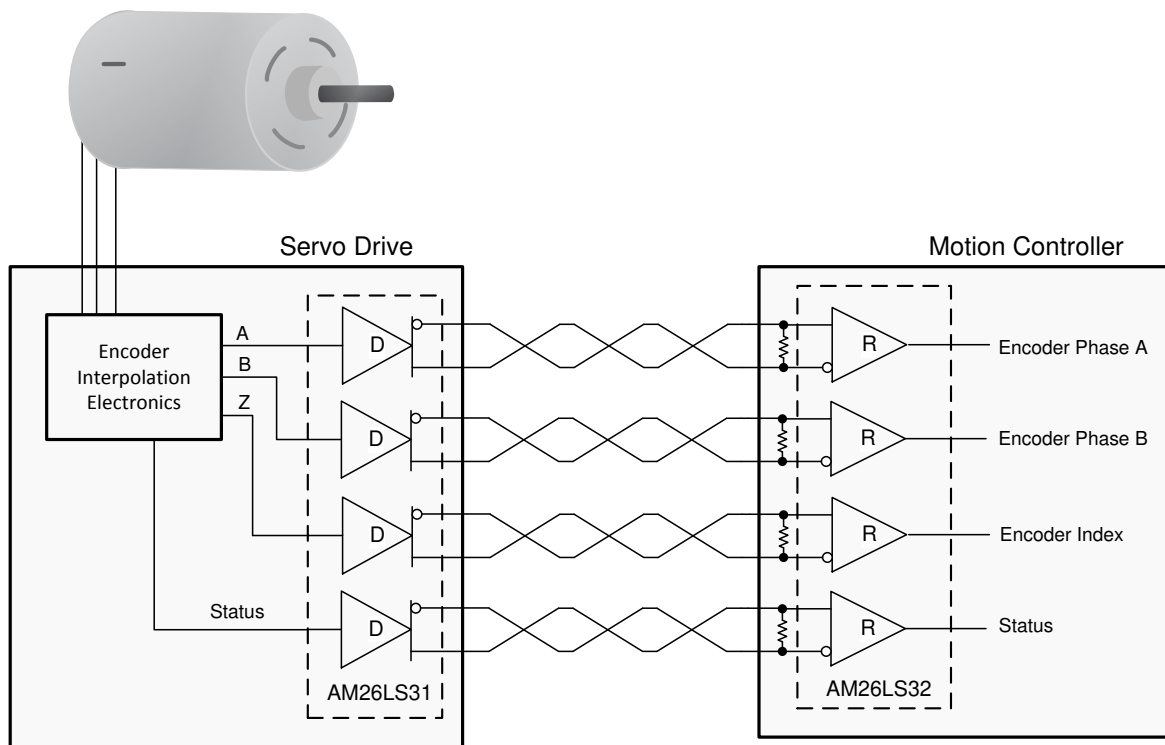 Servo Drive
Motion Controller
Encoder
Interpolation
Electronics
A
B
Z
Status
D
D
D
D
AM26LS31
R
R
R
R
AM26LS32
Encoder Phase A
Encoder Phase B
Encoder Index
Status